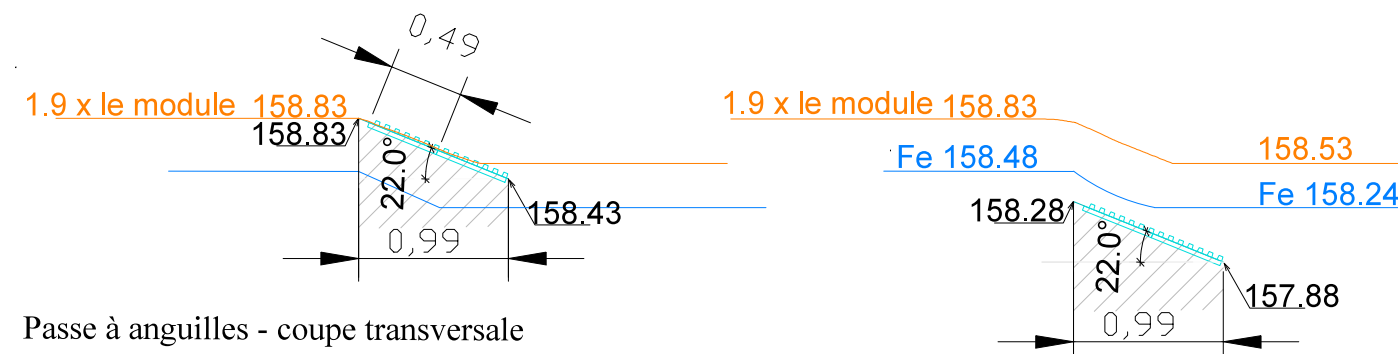 0,49
1.9 x le module 158.83
158.83
22.0°
158.43
0,99
Passe à anguilles - coupe transversale
1.9 x le module 158.83
158.53
Fe 158.48
Fe 158.24
158.28
22.0°
157.88
0,99